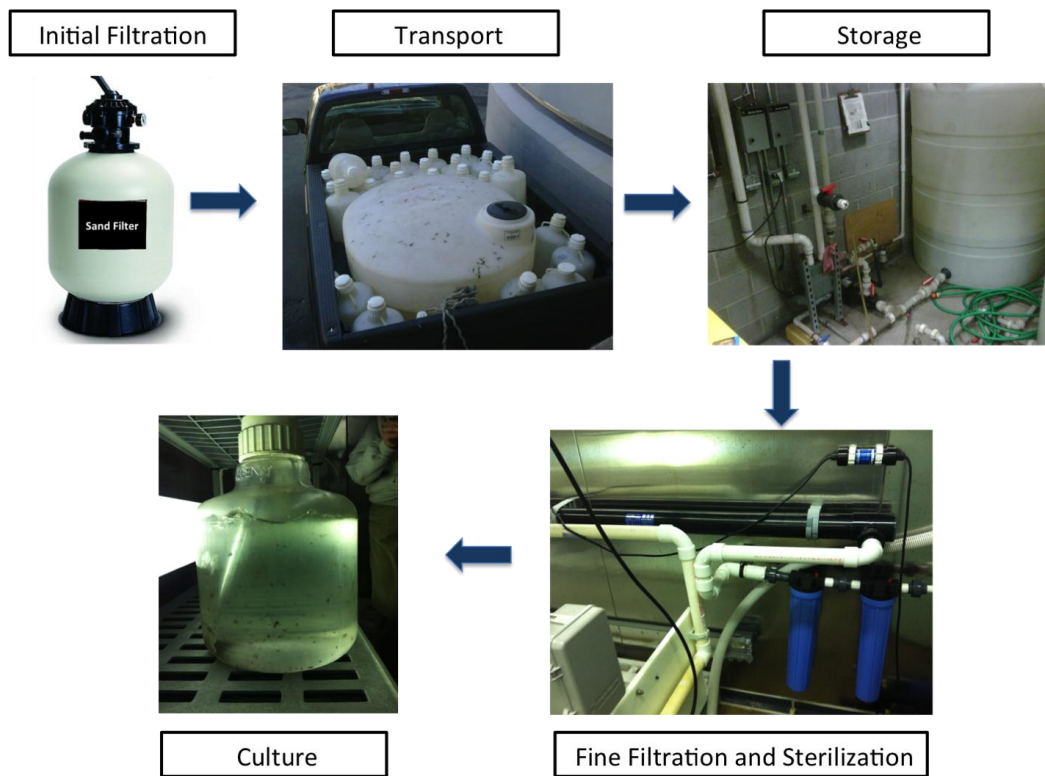 Initial Filtration
Transport
Storage
Sand Filter
Culture
Fine Filtration and Sterilization